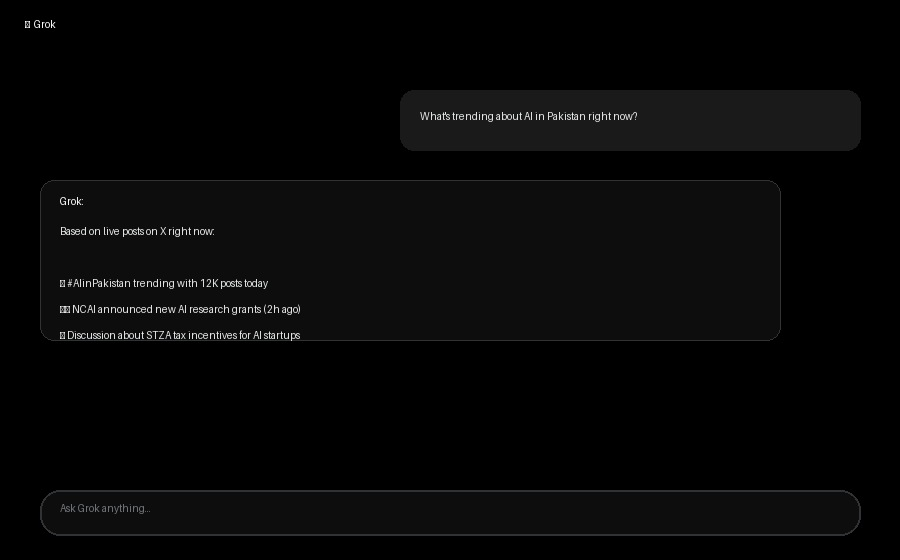 Grok
What's trending about AI in Pakistan right now?
Grok:
Based on live posts on X right now:
#AIinPakistan trending with 12K posts today
NCAI announced new AI research grants (2h ago)
Discussion about STZA tax incentives for AI startups
Ask Grok anything...